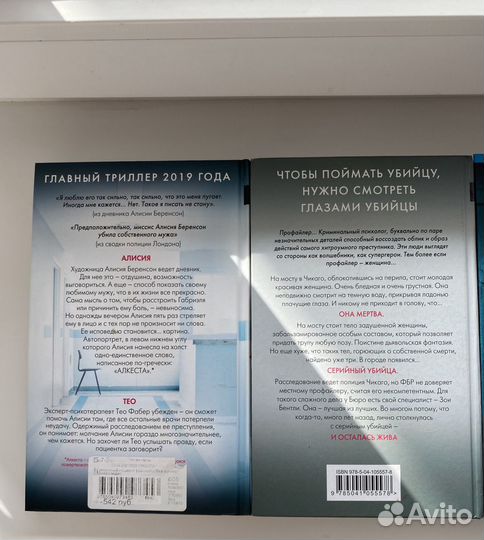 ГЛАВНЫЙ ТРИЛЛЕР 2019 ГОДА
«Я люблю его так сильно, так сильно, что это меня пугает.
Иногда мне кажется... Нет. Таков я писать не стану».
(из дневника Алисии Беренсон)
«Предположительно, миссис Алисия Беренсон
убила собственного мужа»
(из сводки полиции Лондона)
АЛИСИЯ
Художница Алисия Беренсон ведет дневник.
Для нее это – отдушина, возможность
выговориться. А еще – способ показать своему
любимому мужу, что в их жизни все прекрасно.
Сама мысль о том, чтобы расстроить Габриэля
или причинить ему боль, – невыносима.
Но однажды вечером Алисия пять раз стреляет
ему в лицо и с тех пор не произносит ни слова.
Ее исповедью становится... картина.
Автопортрет, в левом нижнем углу
которого Алисия нанесла на холст
одно-единственное слово,
написанное по-гречески:
«АЛКЕСТА».*
ТЕО
Эксперт-психотерапевт Тео Фабер убежден – он сможет
помочь Алисии там, где все остальные врачи потерпели
неудачу. Одержимый расследованием ее преступления,
он понимает: молчание Алисии гораздо многозначительнее,
чем кажется. Но захочет ли Тео услышать правду, если
пациентка заговорит?
542 руб
ЧТОБЫ ПОЙМАТЬ УБИЙЦУ,
НУЖНО СМОТРЕТЬ
ГЛАЗАМИ УБИЙЦЫ
Профайлер... Криминальный психолог, буквально по паре
незначительных деталей способный воссоздать облик и образ
действий самого хитроумного преступника. Эти люди выглядят
со стороны как волшебники, как супергерои. Тем более если
профайлер – женщина...
На мосту в Чикаго, облокотившись на перила, стоит молодая
красивая женщина. Очень бледная и очень грустная. Она
неподвижно смотрит на темную воду, прикрывая ладонью
плачущие глаза. И никому не приходит в голову, что...
ОНА МЕРТВА.
На мосту стоит тело задушенной женщины,
забальзамированное особым составом, который позволяет
придать трупу любую позу. Поистине дьявольская фантазия.
Но еще хуже, что таких тел, горюющих о собственной смерти,
найдено уже три. В городе появился...
СЕРИЙНЫЙ УБИЙЦА.
Расследование ведет полиция Чикаго, но ФБР не доверяет
местному профайлеру, считая его некомпетентным. Для
такого сложного дела у Бюро есть свой специалист – Зои
Бентли. Она – лучшая из лучших. Во многом потому, что
когда-то, много лет назад, лично столкнулась
с серийным убийцей –
И ОСТАЛАСЬ ЖИВА
ISBN 978-5-04-105557-8
9 785041 055578 >
Avito